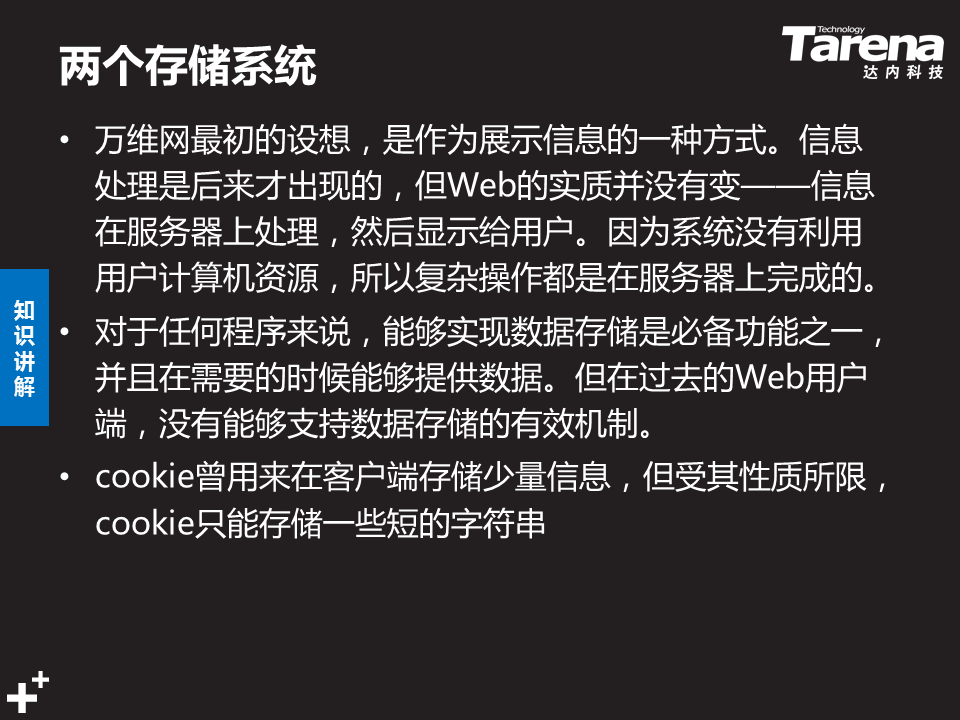 两个存储系统
Technology
Tarena
达内科技
• 万维网最初的设想，是作为展示信息的一种方式。信息
处理是后来才出现的，但Web的实质并没有变——信息
在服务器上处理，然后显示给用户。因为系统没有利用
用户计算机资源，所以复杂操作都是在服务器上完成的。
知识讲解
• 对于任何程序来说，能够实现数据存储是必备功能之一，
并且在需要的时候能够提供数据。但在过去的Web用户
端，没有能够支持数据存储的有效机制。
• cookie曾用来在客户端存储少量信息，但受其性质所限，
cookie只能存储一些短的字符串